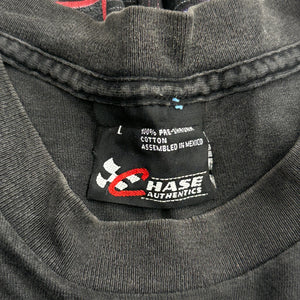 L
100% PRE-SHRUNK
COTTON
ASSEMBLED IN MEXICO
CHASE
AUTHENTICS